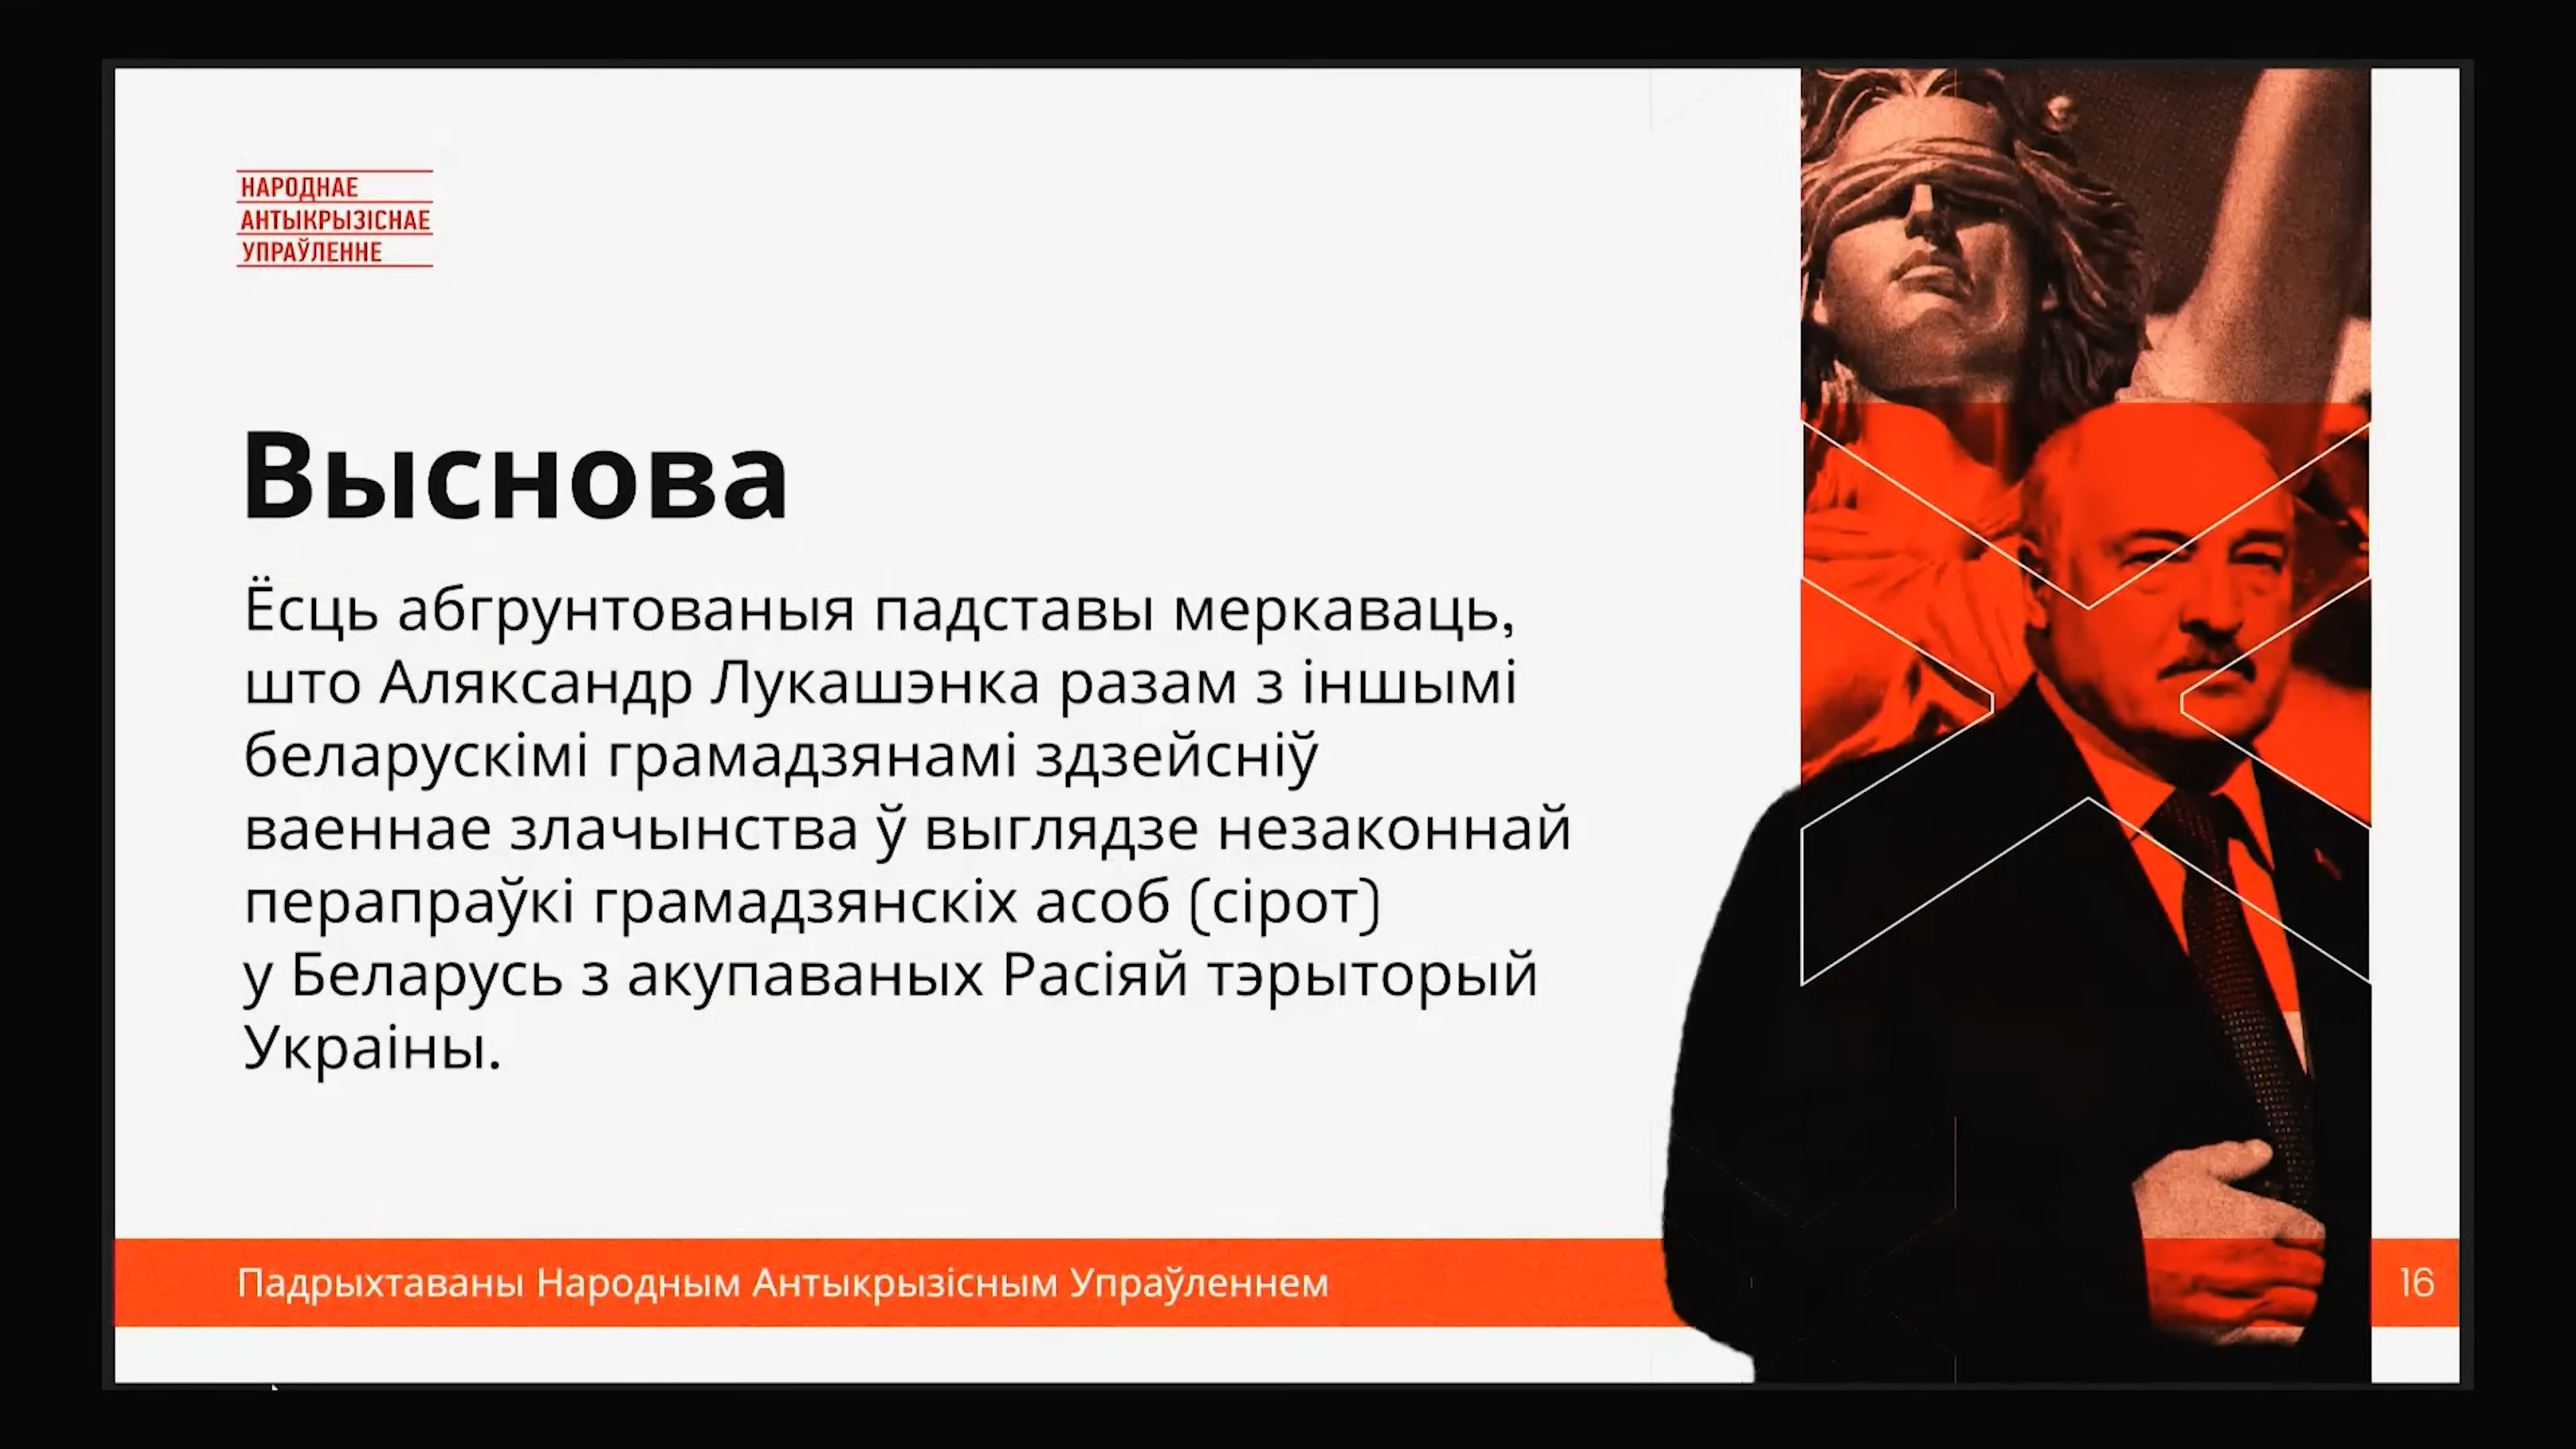 НАРОДНАЕ
АНТЫКРЫЗІСНАЕ
УПРАЎЛЕННЕ
Выснова
Ёсць абгрунтованыя падставы меркаваць,
што Аляксандр Лукашэнка разам з іншымі
беларускімі грамадзянамі здзейсніў
ваеннае злачынства ў выглядзе незаконнай
перапраўкі грамадзянскіх асоб (сірот)
у Беларусь з акупаваных Расіяй тэрыторый
Украіны.
Падрыхтаваны Народным Антыкрызісным Упраўленнем
16